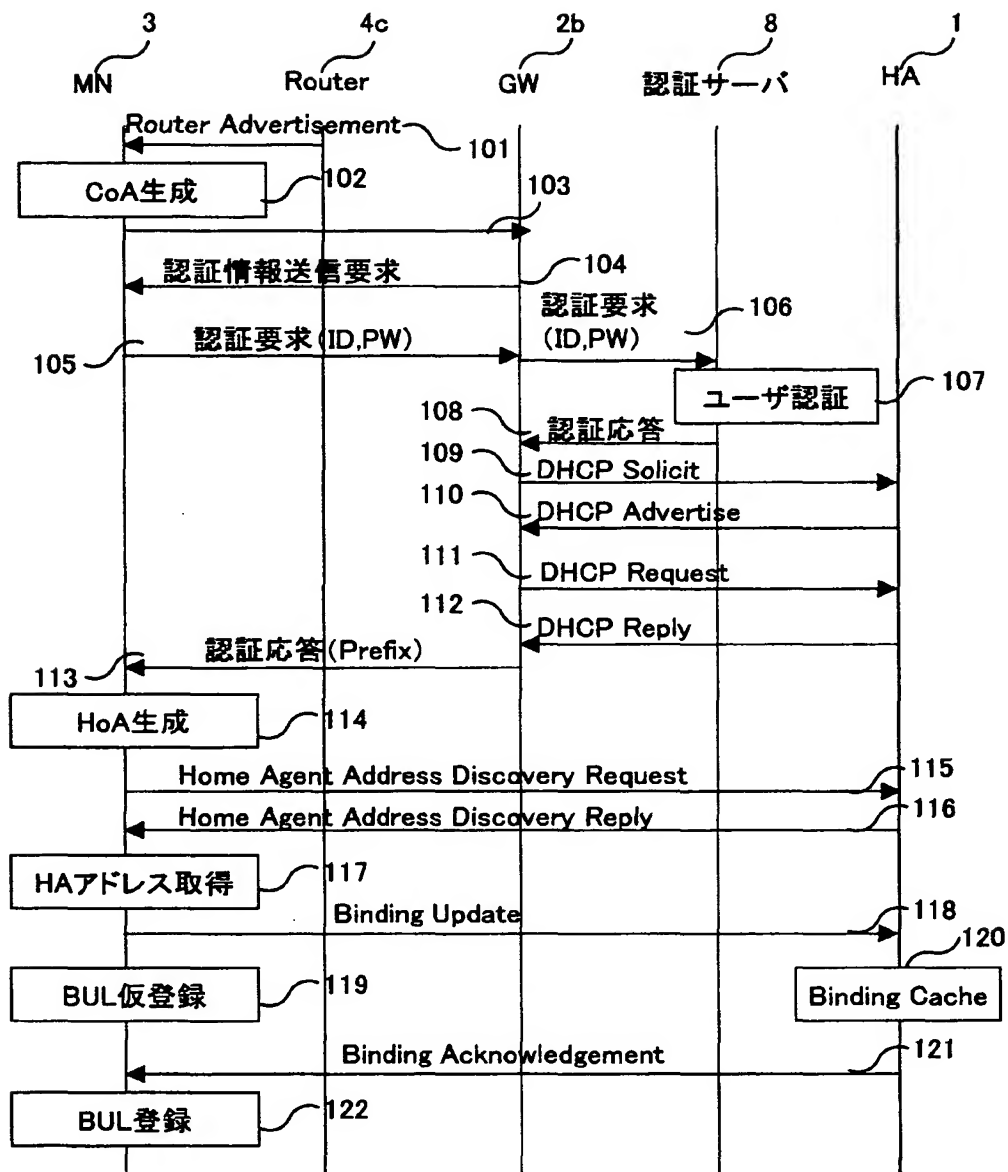 3 4c 2b 8 1
MN Router GW 認証サーバ HA
Router Advertisement 101
CoA生成 102
103
認証情報送信要求 104
認証要求 (ID,PW) 106
105 認証要求(ID,PW)
ユーザ認証 107
108 認証応答
109 DHCP Solicit
110 DHCP Advertise
111 DHCP Request
112 DHCP Reply
113 認証応答(Prefix)
HoA生成 114
Home Agent Address Discovery Request 115
Home Agent Address Discovery Reply 116
HAアドレス取得 117
Binding Update 118
BUL仮登録 119
Binding Cache 120
Binding Acknowledgement 121
BUL登録 122